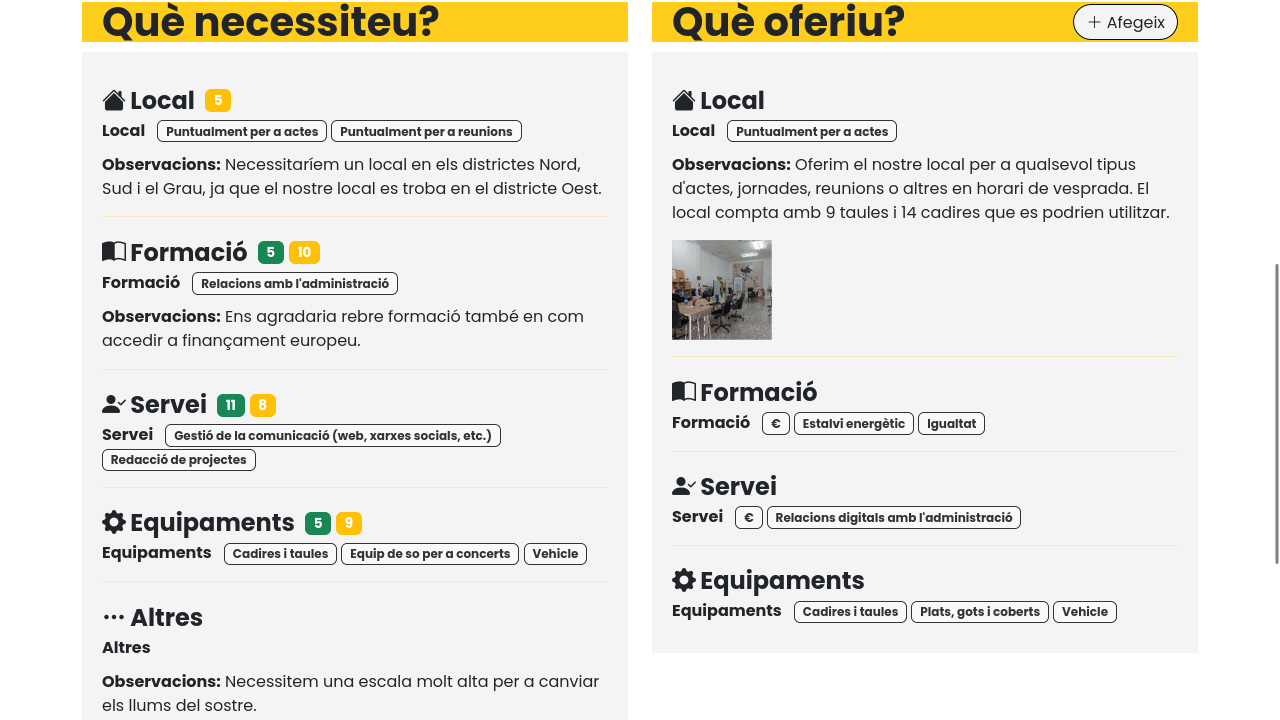 Què necessiteu?
Local 5
Local Puntualment per a actes Puntualment per a reunions
Observacions: Necessitaríem un local en els districtes Nord,
Sud i el Grau, ja que el nostre local es troba en el districte Oest.
Formació 5 10
Formació Relacions amb l'administració
Observacions: Ens agradaria rebre formació també en com
accedir a finançament europeu.
Servei 11 8
Servei Gestió de la comunicació (web, xarxes socials, etc.)
Redacció de projectes
Equipaments 5 9
Equipaments Cadires i taules Equip de so per a concerts Vehicle
Altres
Altres
Observacions: Necessitem una escala molt alta per a canviar
els llums del sostre.
Què oferiu?
+ Afegeix
Local
Local Puntualment per a actes
Observacions: Oferim el nostre local per a qualsevol tipus
d'actes, jornades, reunions o altres en horari de vesprada. El
local compta amb 9 taules i 14 cadires que es podrien utilitzar.
Formació
Formació € Estalvi energètic Igualtat
Servei
Servei € Relacions digitals amb l'administració
Equipaments
Equipaments Cadires i taules Plats, gots i coberts Vehicle